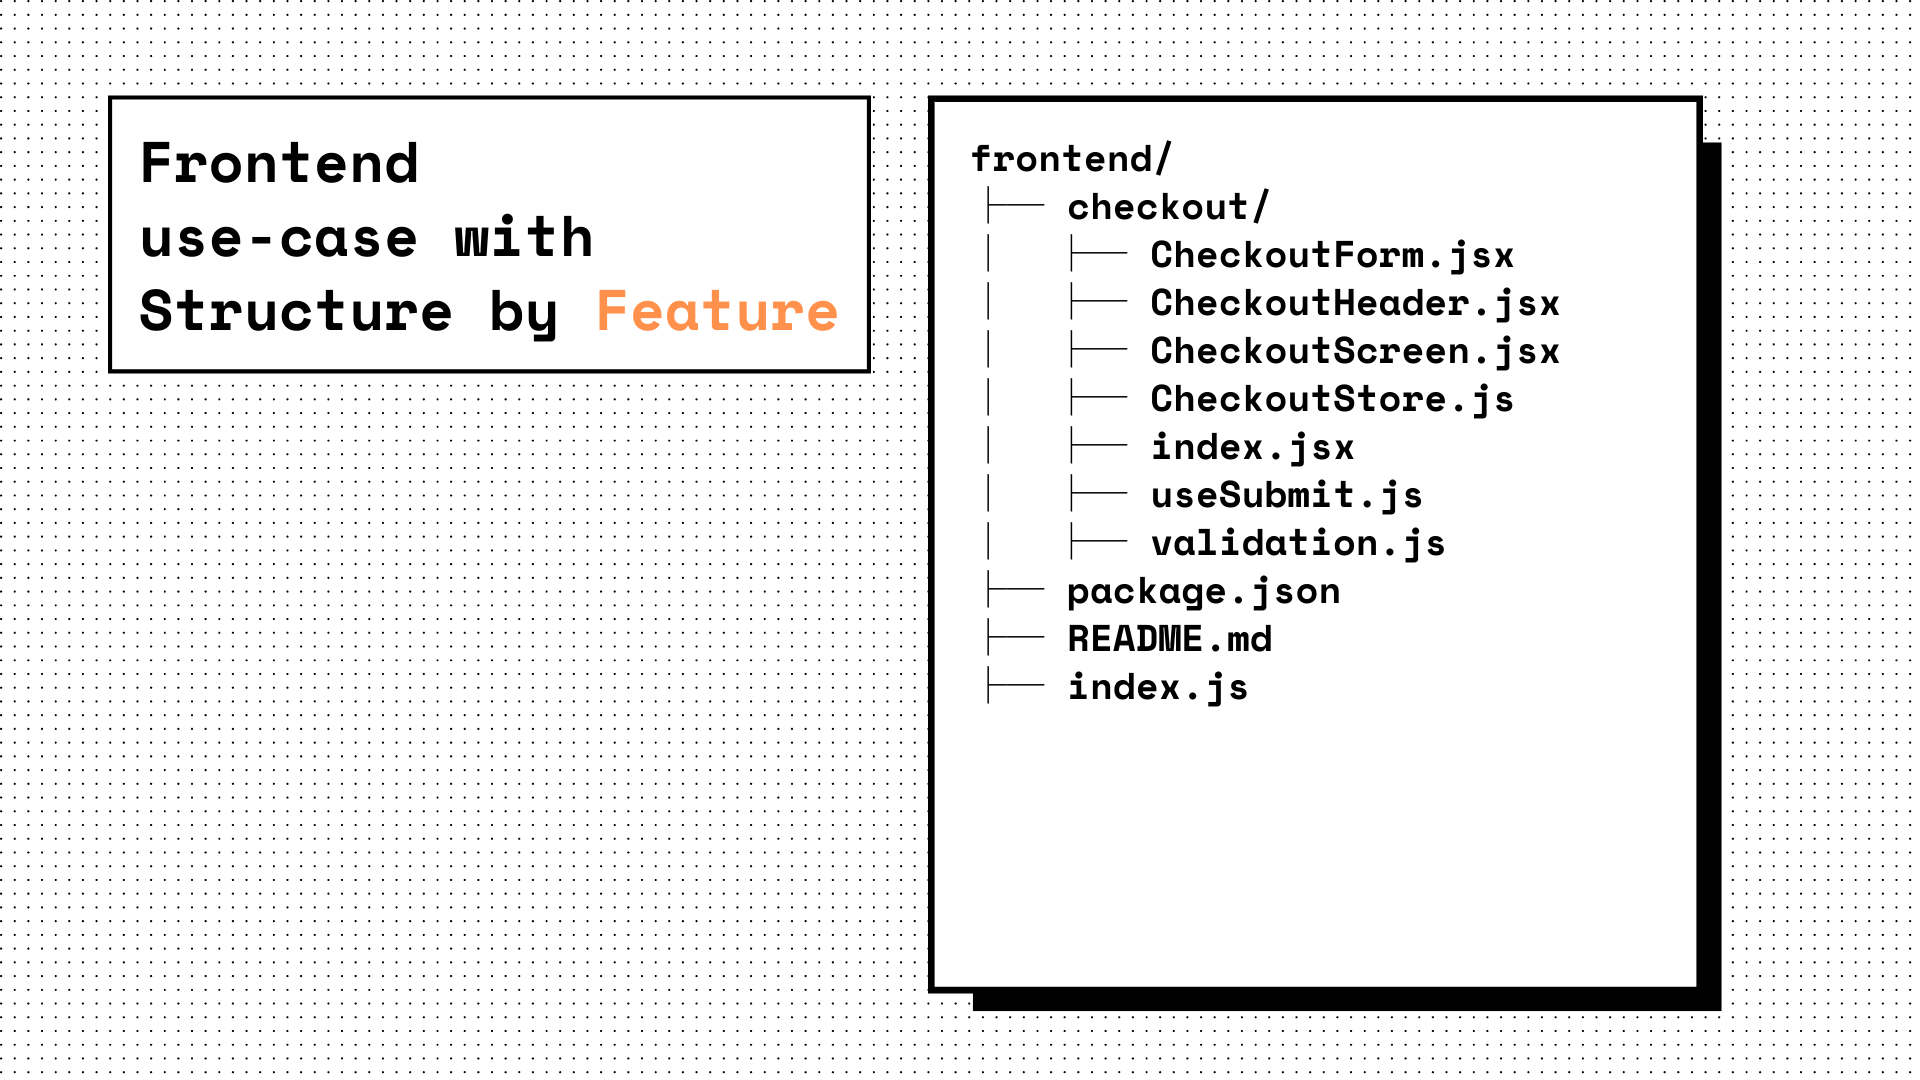 Frontend
use-case with
Structure by Feature
frontend/
├── checkout/
│   ├── CheckoutForm.jsx
│   ├── CheckoutHeader.jsx
│   ├── CheckoutScreen.jsx
│   ├── CheckoutStore.js
│   ├── index.jsx
│   ├── useSubmit.js
│   ├── validation.js
├── package.json
├── README.md
├── index.js